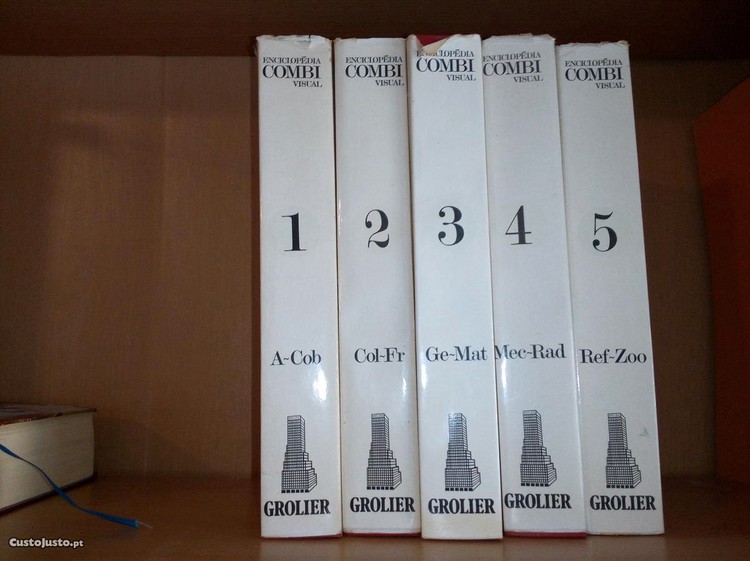 ENCICLOPÉDIA
COMBI
VISUAL
1
A~Cob
GROLIER
ENCICLOPÉDIA
COMBI
VISUAL
2
Col~Fr
GROLIER
ENCICLOPÉDIA
COMBI
VISUAL
3
Ge~Mat
GROLIER
ENCICLOPÉDIA
COMBI
VISUAL
4
Mec~Rad
GROLIER
ENCICLOPÉDIA
COMBI
VISUAL
5
Ref~Zoo
GROLIER
CustoJusto.pt